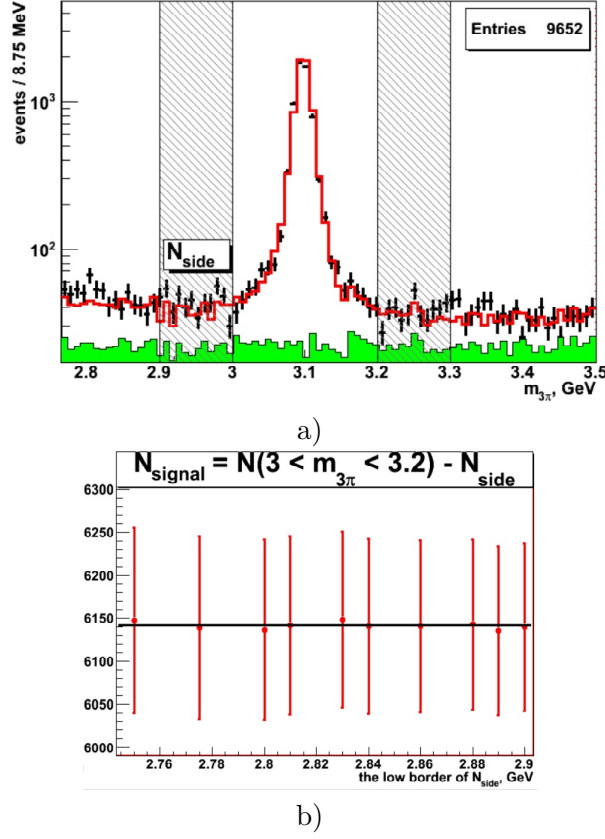 Entries 9652
events / 8.75 MeV
10³
10²
N_side
2.8 2.9 3 3.1 3.2 3.3 3.4 3.5
m_3π, GeV
a)
N_signal = N(3 < m_3π < 3.2) - N_side
6300
6250
6200
6150
6100
6050
6000
2.76 2.78 2.8 2.82 2.84 2.86 2.88 2.9
the low border of N_side, GeV
b)